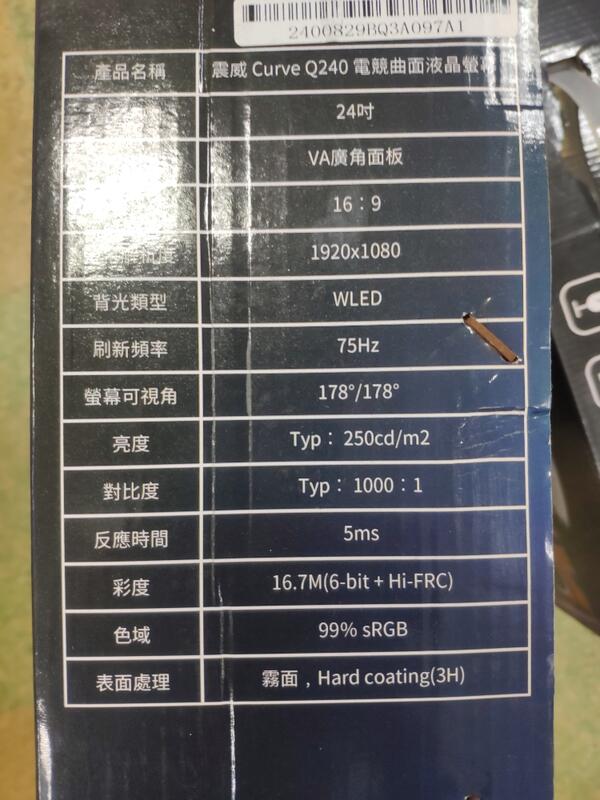 2400829BQ3A097A1
產品名稱 震威 Curve Q240 電競曲面液晶螢幕
24吋
VA廣角面板
16：9
1920x1080
背光類型 WLED
刷新頻率 75Hz
螢幕可視角 178°/178°
亮度 Typ：250cd/m2
對比度 Typ：1000：1
反應時間 5ms
彩度 16.7M(6-bit + Hi-FRC)
色域 99% sRGB
表面處理 霧面 , Hard coating(3H)